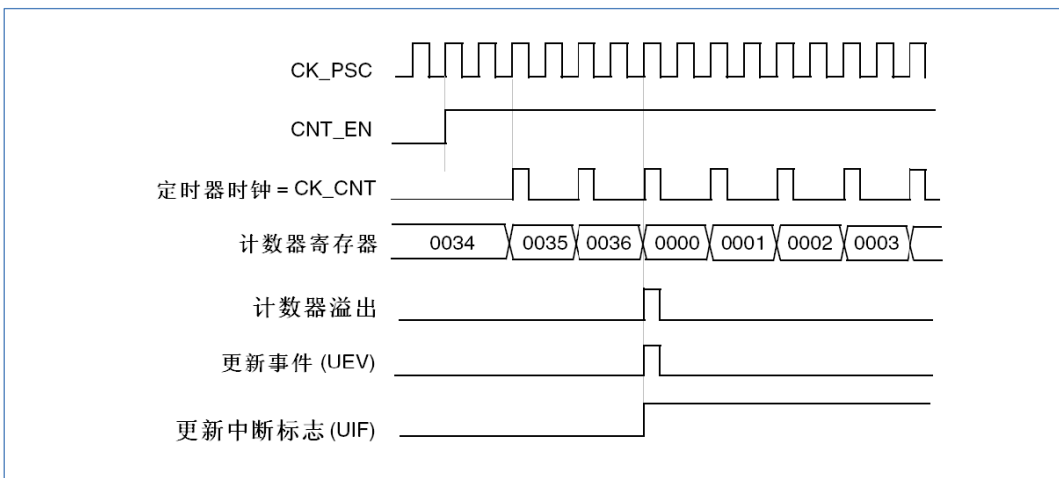 CK_PSC
CNT_EN
定时器时钟 = CK_CNT
计数器寄存器 0034 0035 0036 0000 0001 0002 0003
计数器溢出
更新事件 (UEV)
更新中断标志 (UIF)